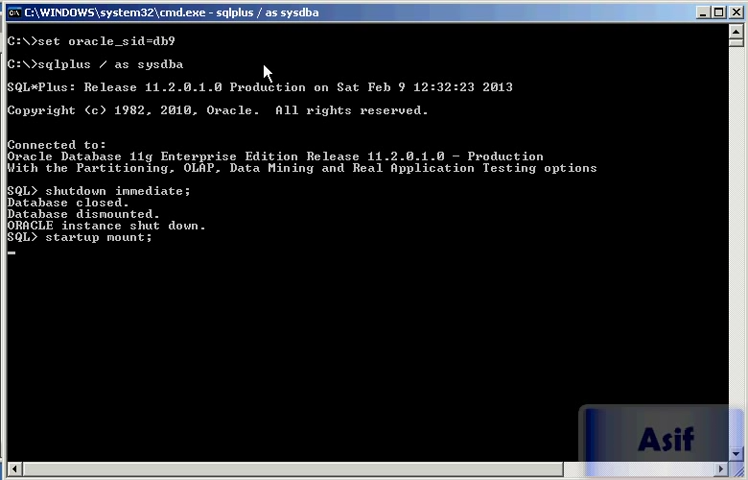 C:\WINDOWS\system32\cmd.exe - sqlplus / as sysdba
C:\>set oracle_sid=db9
C:\>sqlplus / as sysdba
SQL*Plus: Release 11.2.0.1.0 Production on Sat Feb 9 12:32:23 2013
Copyright (c) 1982, 2010, Oracle.  All rights reserved.
Connected to:
Oracle Database 11g Enterprise Edition Release 11.2.0.1.0 - Production
With the Partitioning, OLAP, Data Mining and Real Application Testing options
SQL> shutdown immediate;
Database closed.
Database dismounted.
ORACLE instance shut down.
SQL> startup mount;
Asif